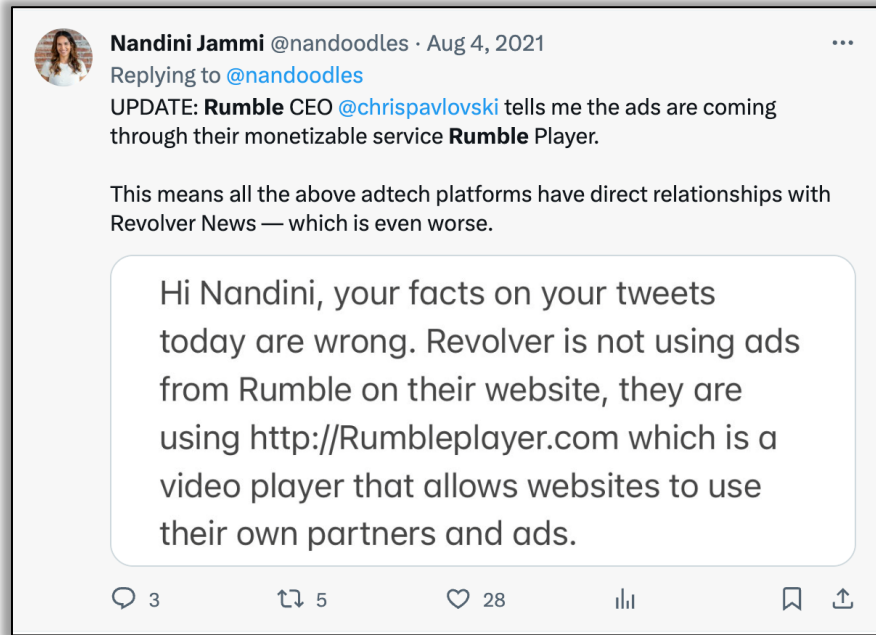 Nandini Jammi @nandoodles · Aug 4, 2021
Replying to @nandoodles
UPDATE: Rumble CEO @chrispavlovski tells me the ads are coming
through their monetizable service Rumble Player.
This means all the above adtech platforms have direct relationships with
Revolver News — which is even worse.
Hi Nandini, your facts on your tweets
today are wrong. Revolver is not using ads
from Rumble on their website, they are
using http://Rumbleplayer.com which is a
video player that allows websites to use
their own partners and ads.
3 5 28